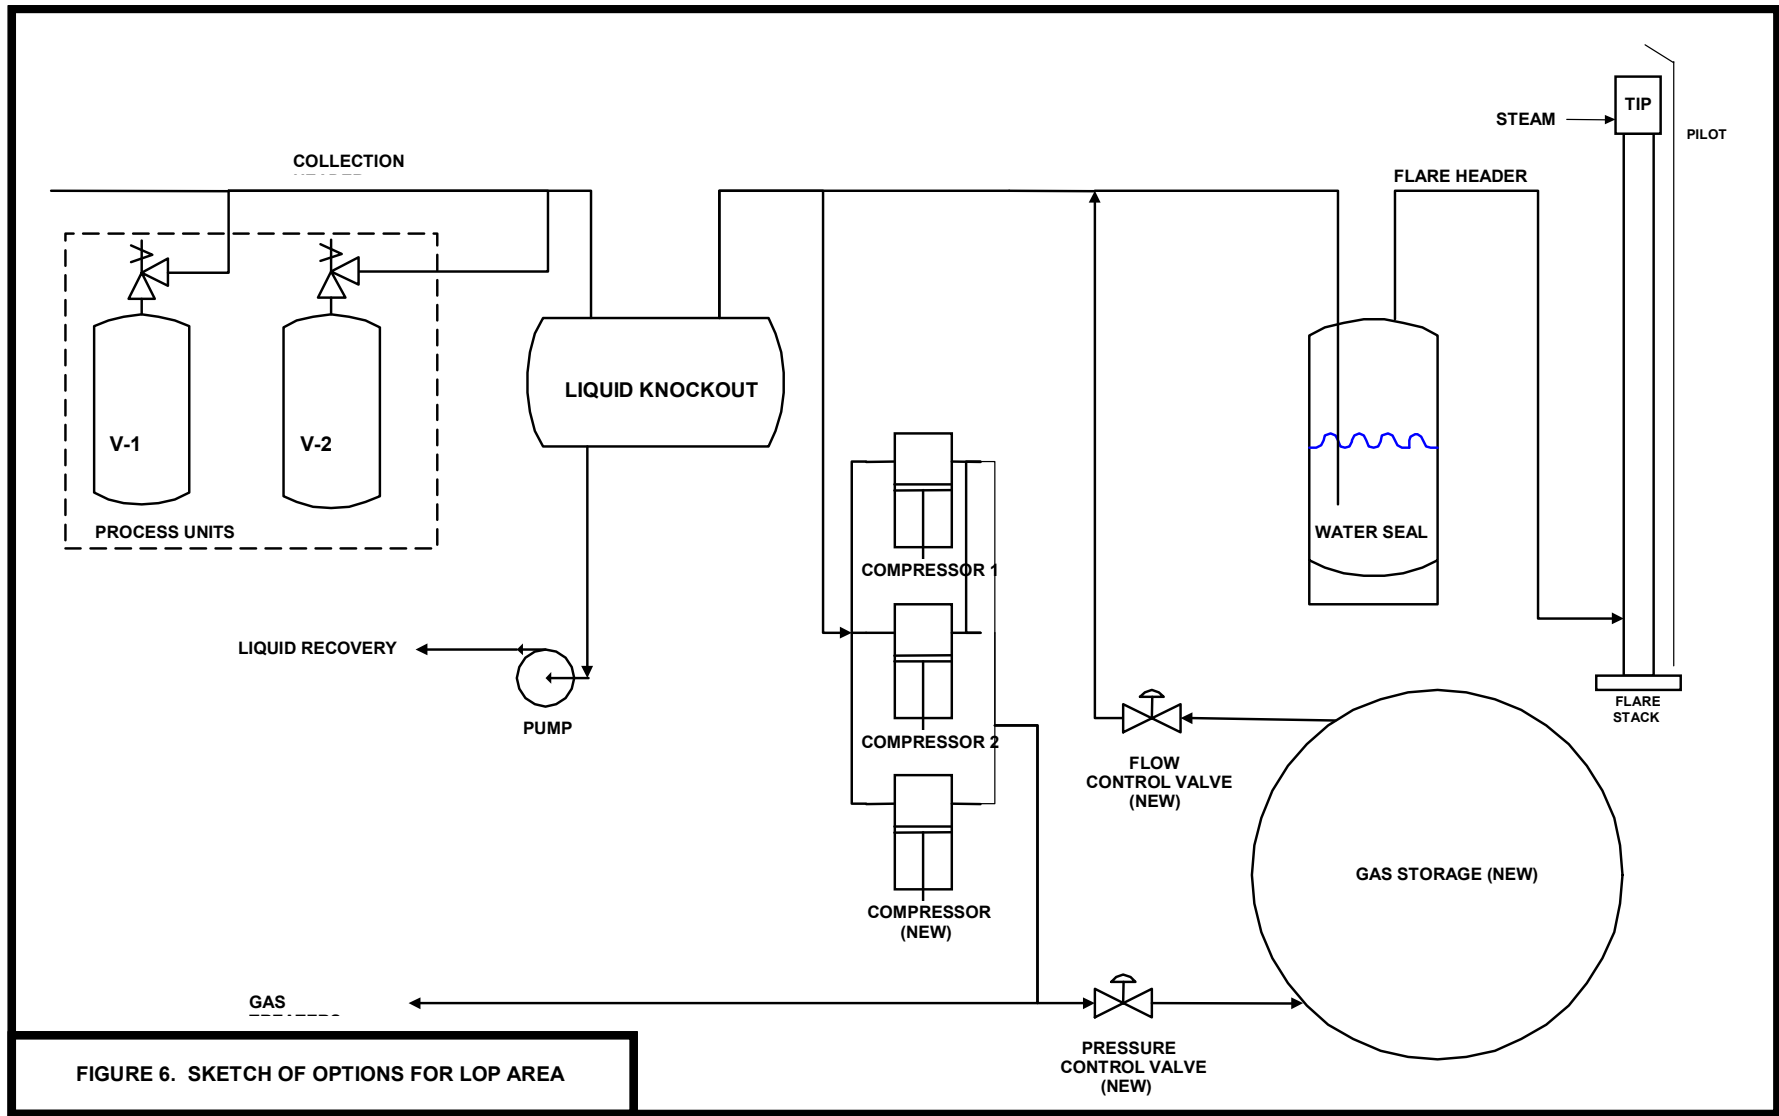 TIP
STEAM
PILOT
COLLECTION
FLARE HEADER
LIQUID KNOCKOUT
V-1
V-2
PROCESS UNITS
WATER SEAL
COMPRESSOR 1
LIQUID RECOVERY
PUMP
COMPRESSOR 2
FLARE
STACK
FLOW
CONTROL VALVE
(NEW)
GAS STORAGE (NEW)
COMPRESSOR
(NEW)
GAS
PRESSURE
CONTROL VALVE
(NEW)
FIGURE 6. SKETCH OF OPTIONS FOR LOP AREA